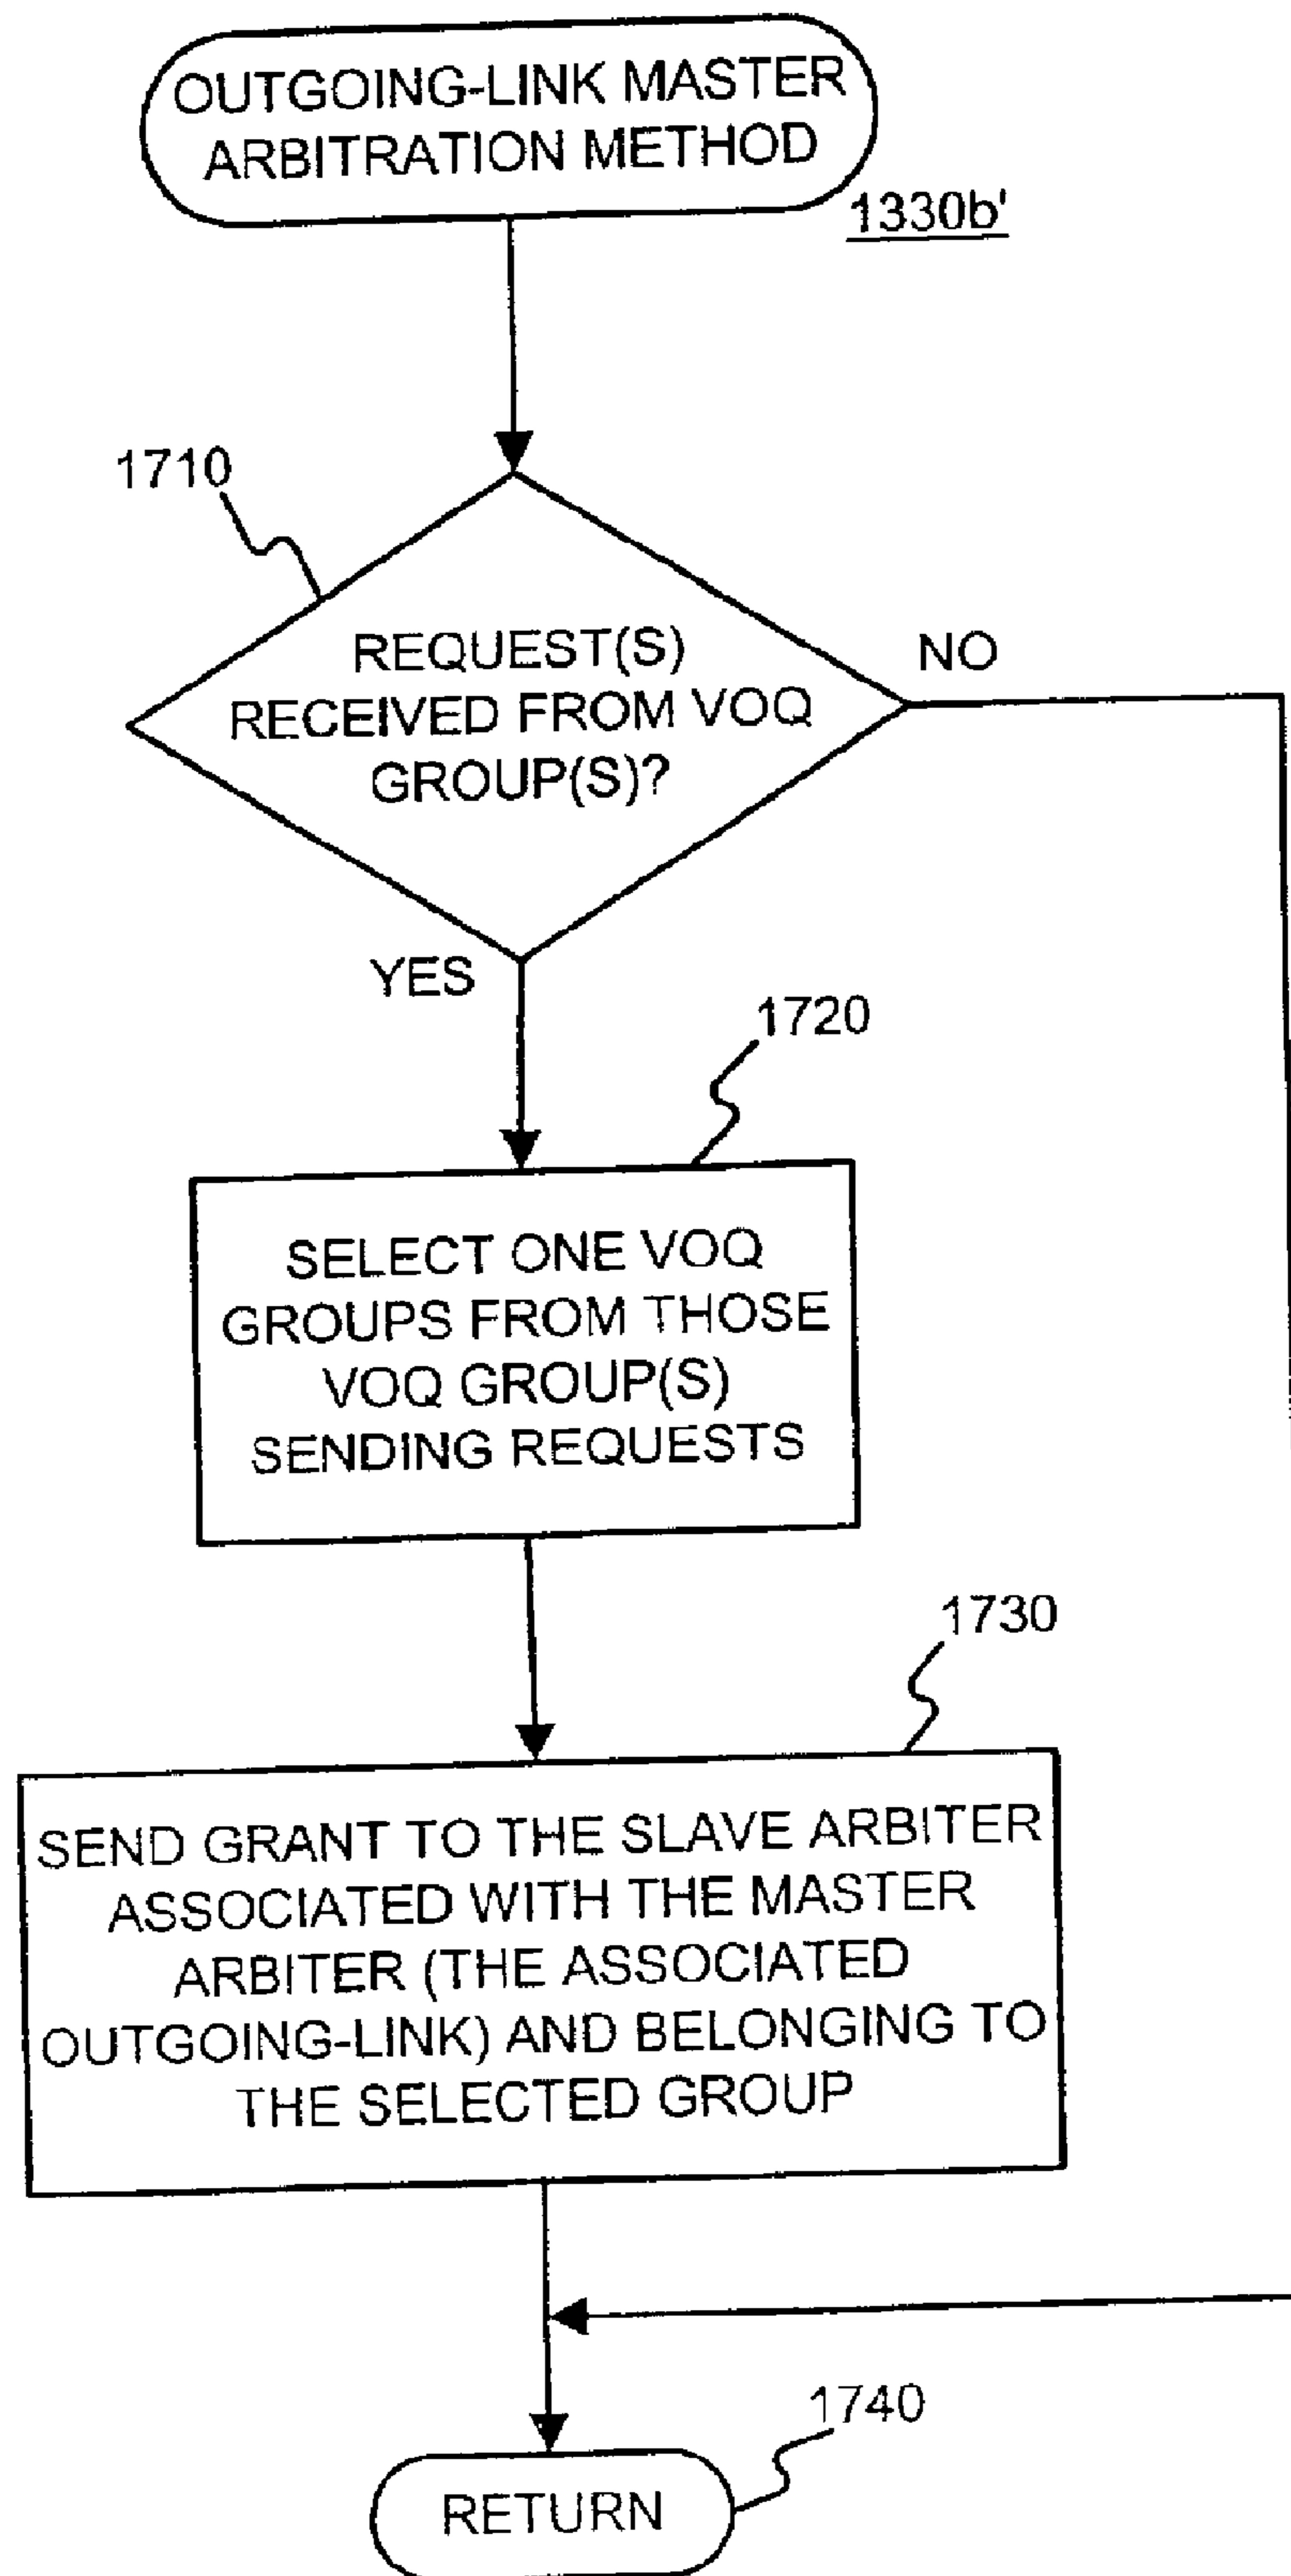 OUTGOING-LINK MASTER
ARBITRATION METHOD
1330b'
1710
REQUEST(S)
RECEIVED FROM VOQ
GROUP(S)?
NO
YES
1720
SELECT ONE VOQ
GROUPS FROM THOSE
VOQ GROUP(S)
SENDING REQUESTS
1730
SEND GRANT TO THE SLAVE ARBITER
ASSOCIATED WITH THE MASTER
ARBITER (THE ASSOCIATED
OUTGOING-LINK) AND BELONGING TO
THE SELECTED GROUP
1740
RETURN